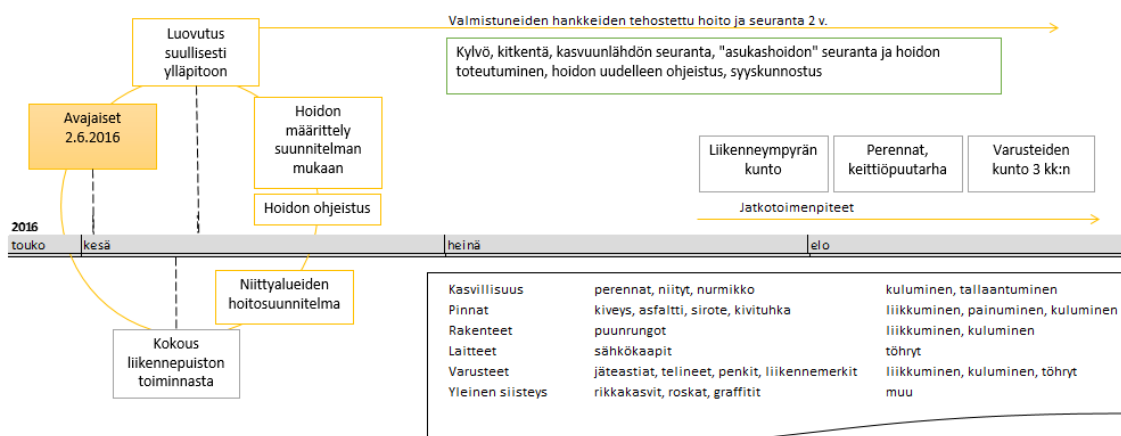 Valmistuneiden hankkeiden tehostettu hoito ja seuranta 2 v.
Luovutus
suullisesti
ylläpitoon
Kylvö, kitkentä, kasvuunlähdön seuranta, "asukashoidon" seuranta ja hoidon
toteutuminen, hoidon uudelleen ohjeistus, syyskunnostus
Avajaiset
2.6.2016
Hoidon
määrittely
suunnitelman
mukaan
Liikenneympyrän
kunto
Perennat,
keittiöpuutarha
Varusteiden
kunto 3 kk:n
Hoidon ohjeistus
Jatkotoimenpiteet
2016
touko kesä heinä elo
Niittyalueiden
hoitosuunnitelma
Kokous
liikennepuiston
toiminnasta
Kasvillisuus perennat, niityt, nurmikko kuluminen, tallaantuminen
Pinnat kiveys, asfaltti, sirote, kivituhka liikkuminen, painuminen, kuluminen
Rakenteet puunrungot liikkuminen, kuluminen
Laitteet sähkökaapit töhryt
Varusteet jäteastiat, telineet, penkit, liikennemerkit liikkuminen, kuluminen, töhryt
Yleinen siisteys rikkakasvit, roskat, graffitit muu